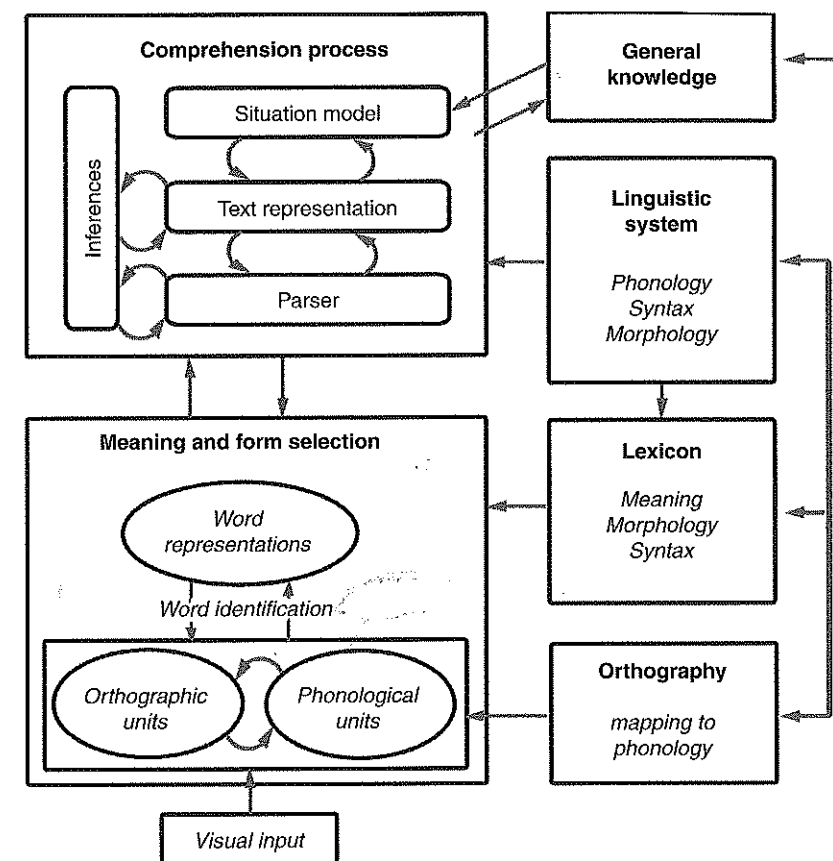 Comprehension process
Situation model
Inferences
Text representation
Parser
General
knowledge
Linguistic
system
Phonology
Syntax
Morphology
Meaning and form selection
Word
representations
Word identification
Orthographic
units
Phonological
units
Lexicon
Meaning
Morphology
Syntax
Orthography
mapping to
phonology
Visual input